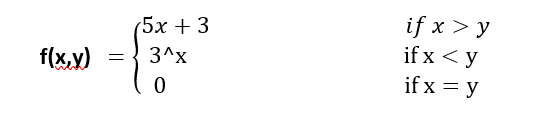 5x + 3 if x > y
f(x,y) = { 3^x if x < y
0 if x = y